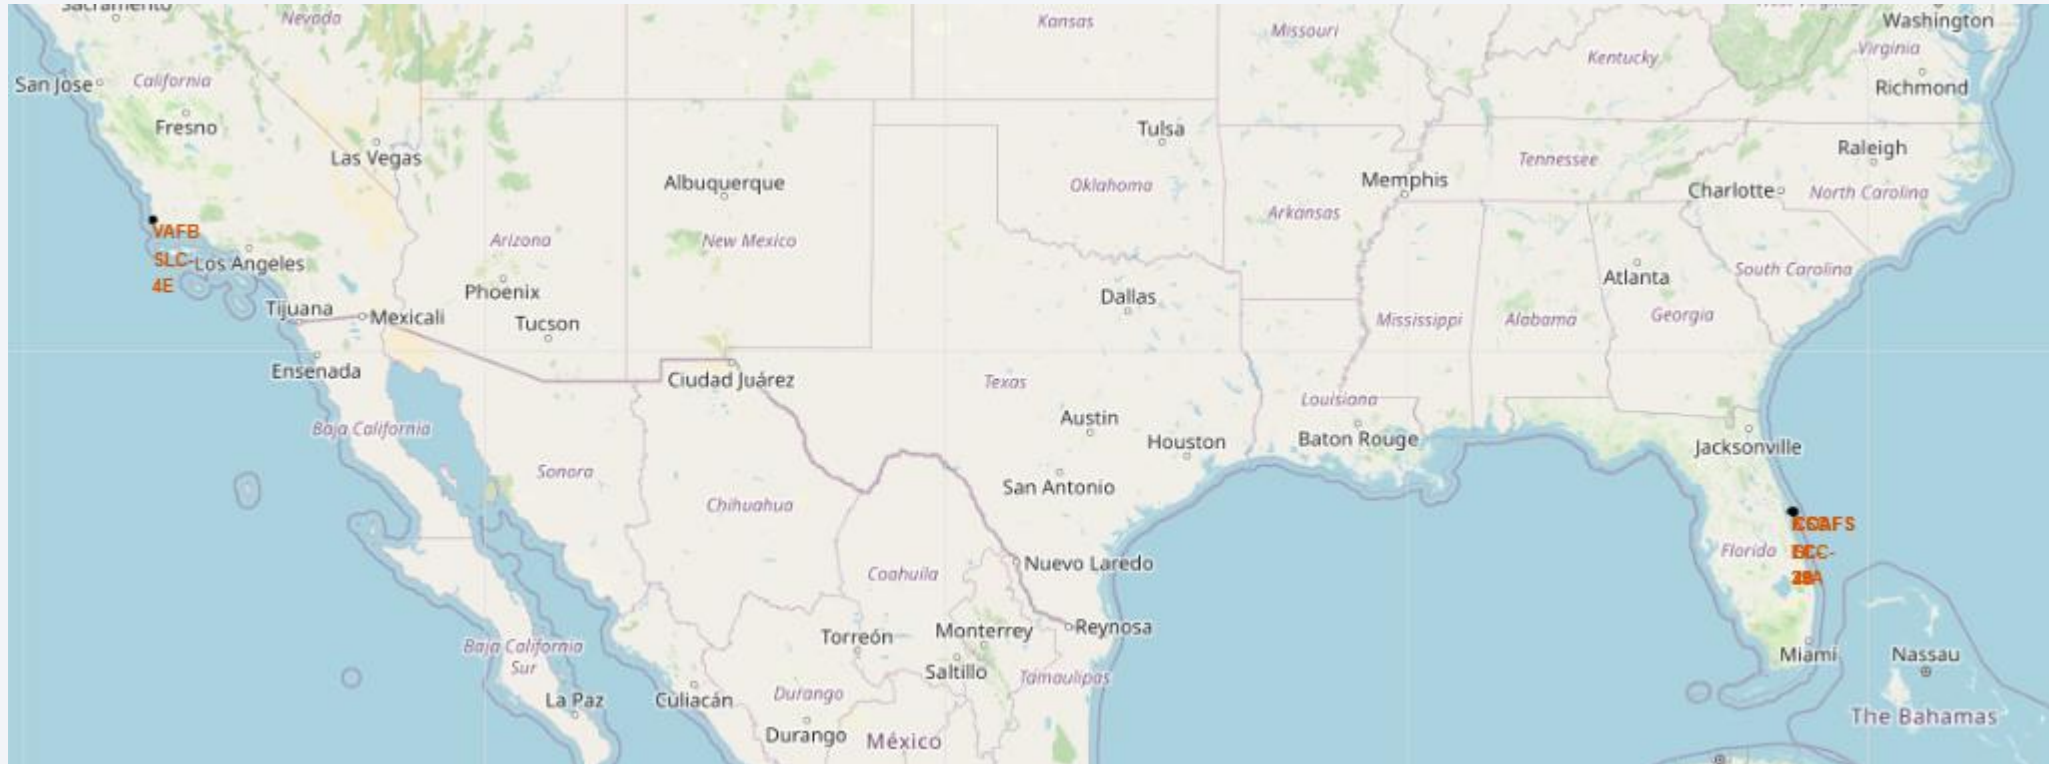 Sacramento
Nevada
Kansas
Missouri
Washington
Kentucky
Virginia
San Jose
California
Richmond
Fresno
Las Vegas
Tulsa
Tennessee
Raleigh
Albuquerque
Oklahoma
Memphis
Charlotte
North Carolina
Arkansas
VAFB
SLC-
4E
Los Angeles
Arizona
New Mexico
Atlanta
South Carolina
Phoenix
Dallas
Tijuana
Mexicali
Tucson
Mississippi
Alabama
Georgia
Ensenada
Ciudad Juárez
Texas
Louisiana
Baja California
Austin
Houston
Baton Rouge
Jacksonville
Sonora
San Antonio
Chihuahua
Florida
Coahuila
Nuevo Laredo
Torreón
Monterrey
Reynosa
Baja California
Sur
Saltillo
Tamaulipas
Miami
Nassau
La Paz
Culiacán
Durango
Durango
México
The Bahamas